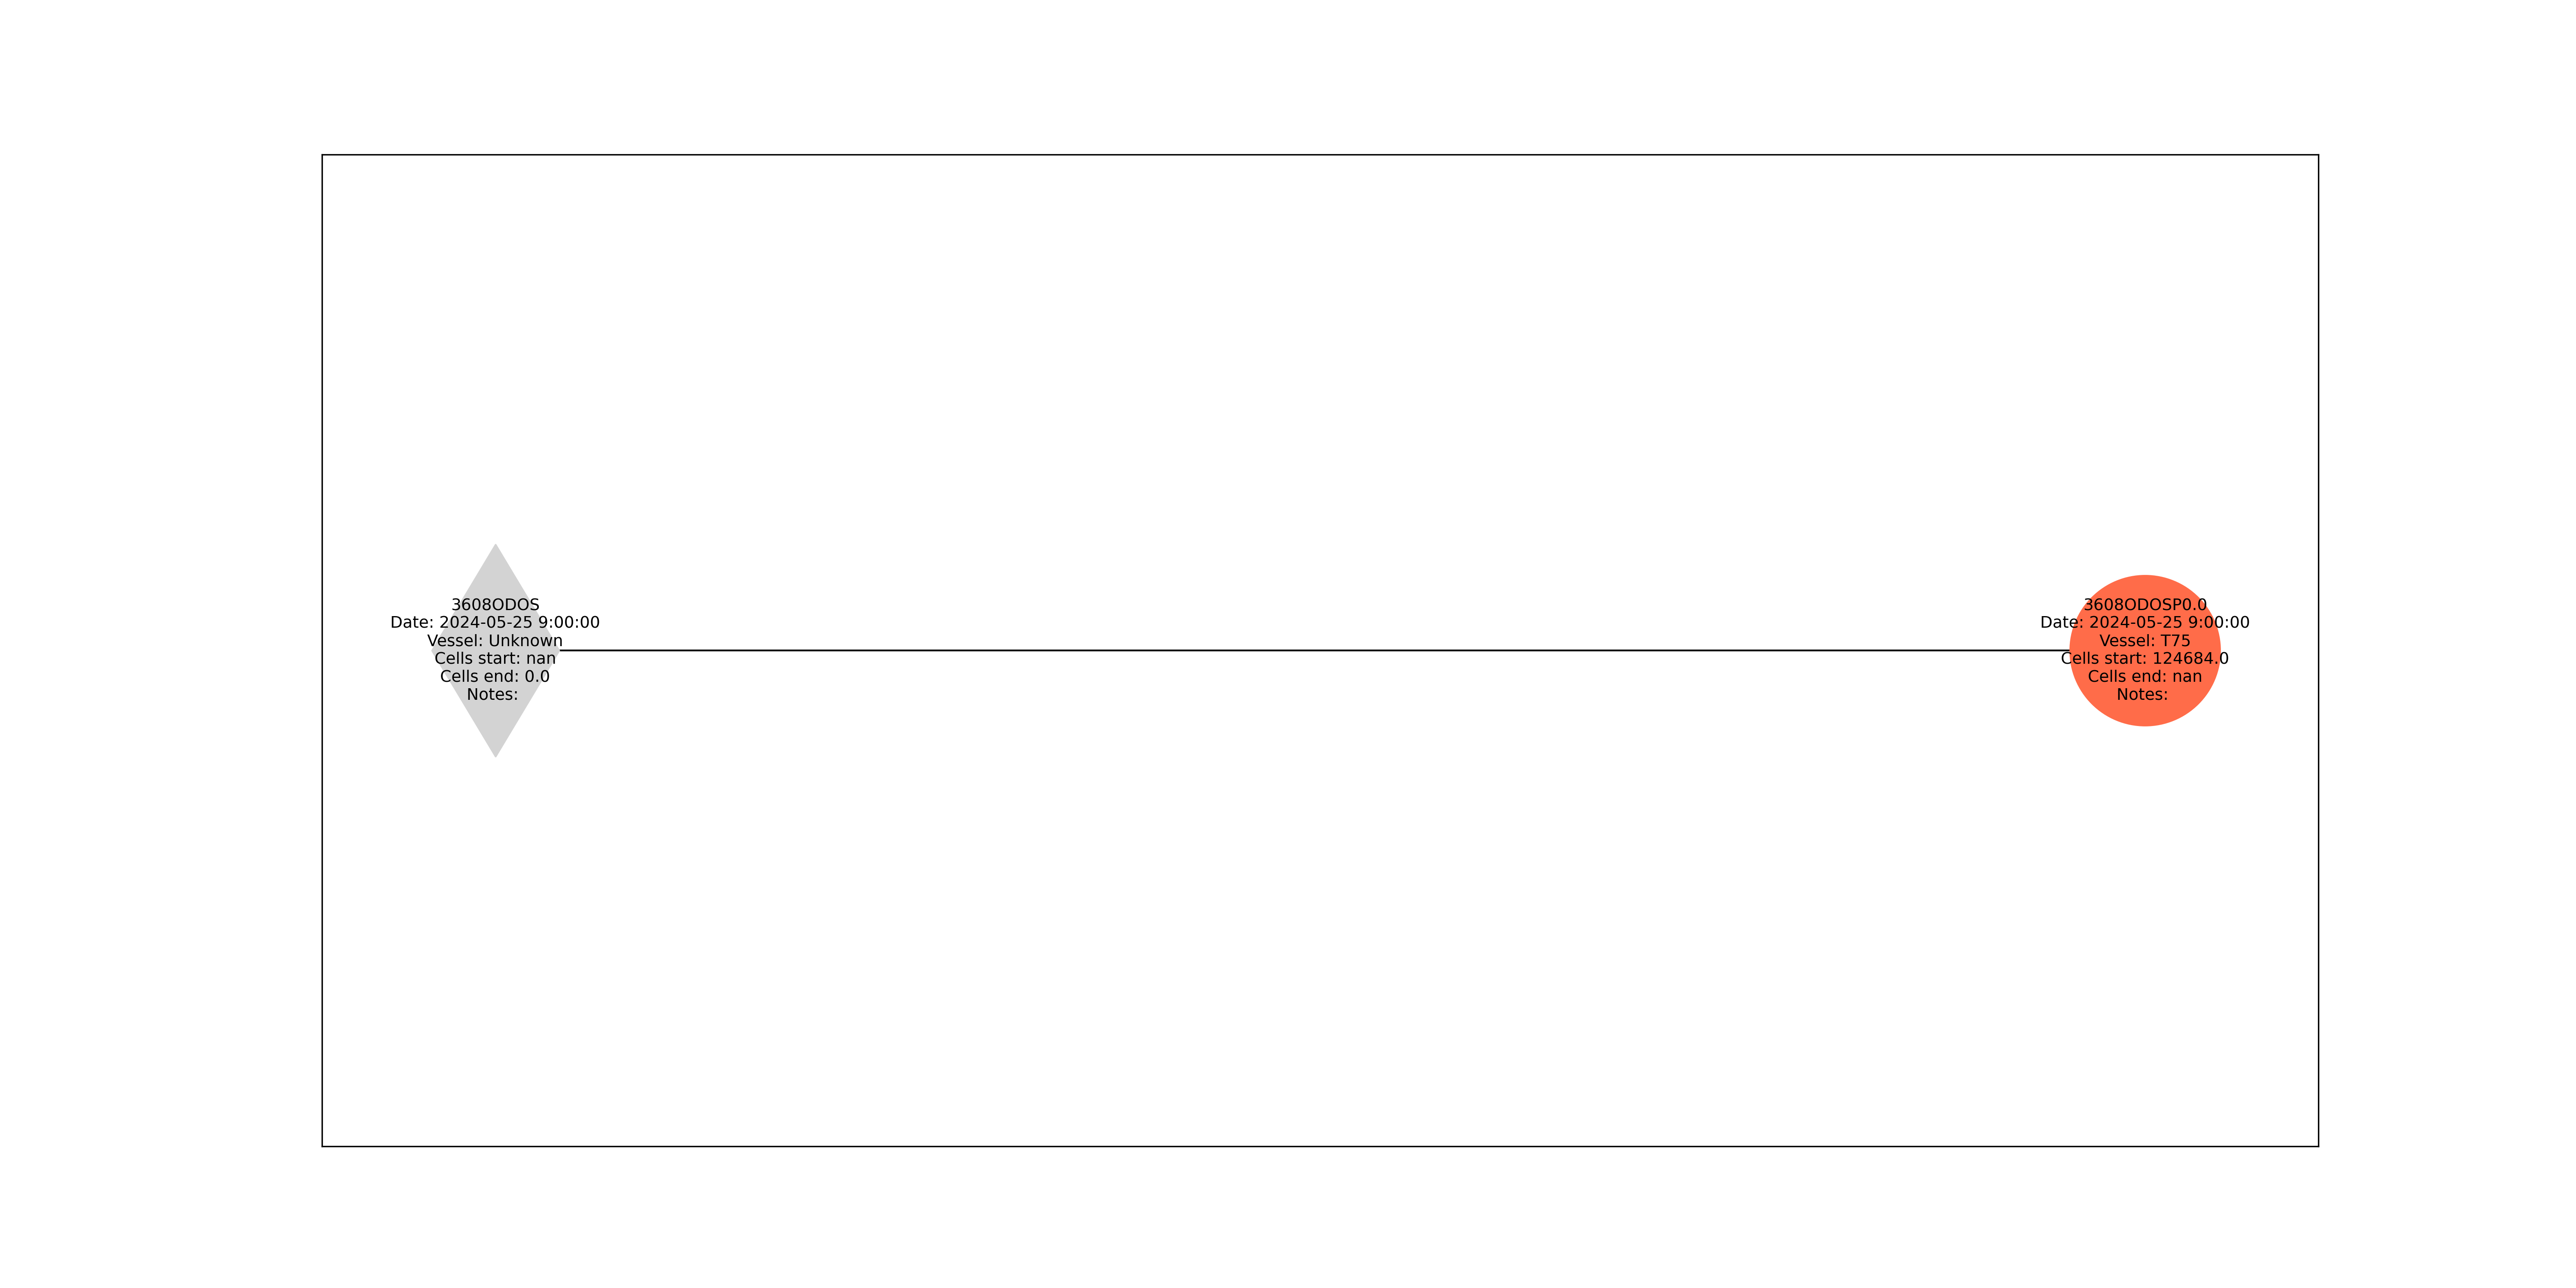 3608ODOS
Date: 2024-05-25 9:00:00
Vessel: Unknown
Cells start: nan
Cells end: 0.0
Notes:
3608ODOSP0.0
Date: 2024-05-25 9:00:00
Vessel: T75
Cells start: 124684.0
Cells end: nan
Notes: